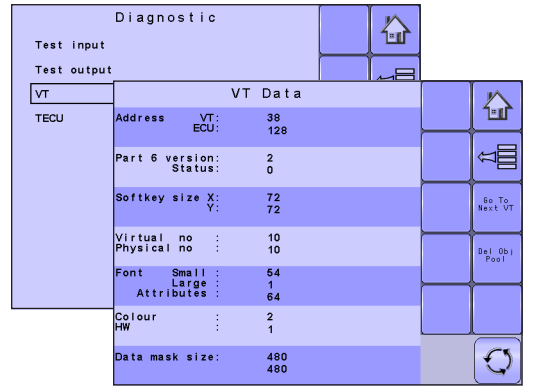 Diagnostic
Test input
Test output
VT
TECU
VT Data
Address VT: 38
ECU: 128
Part 6 version: 2
Status: 0
Softkey size X: 72
Y: 72
Virtual no : 10
Physical no : 10
Font Small : 54
Large : 1
Attributes : 64
Colour : 2
HW : 1
Data mask size: 480
480
Go To
Next VT
Del Obj
Pool